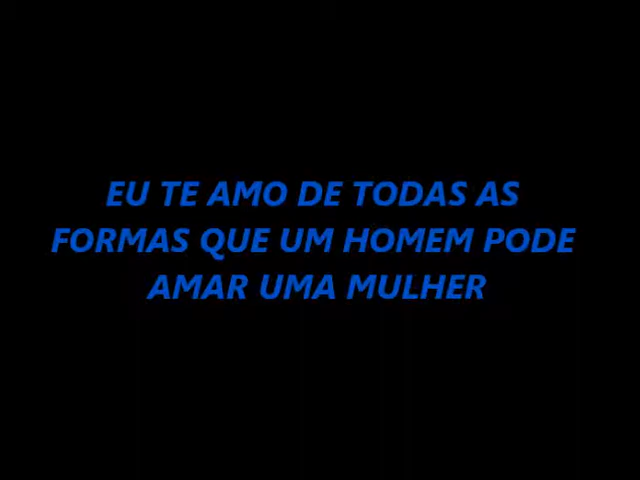 EU TE AMO DE TODAS AS
FORMAS QUE UM HOMEM PODE
AMAR UMA MULHER